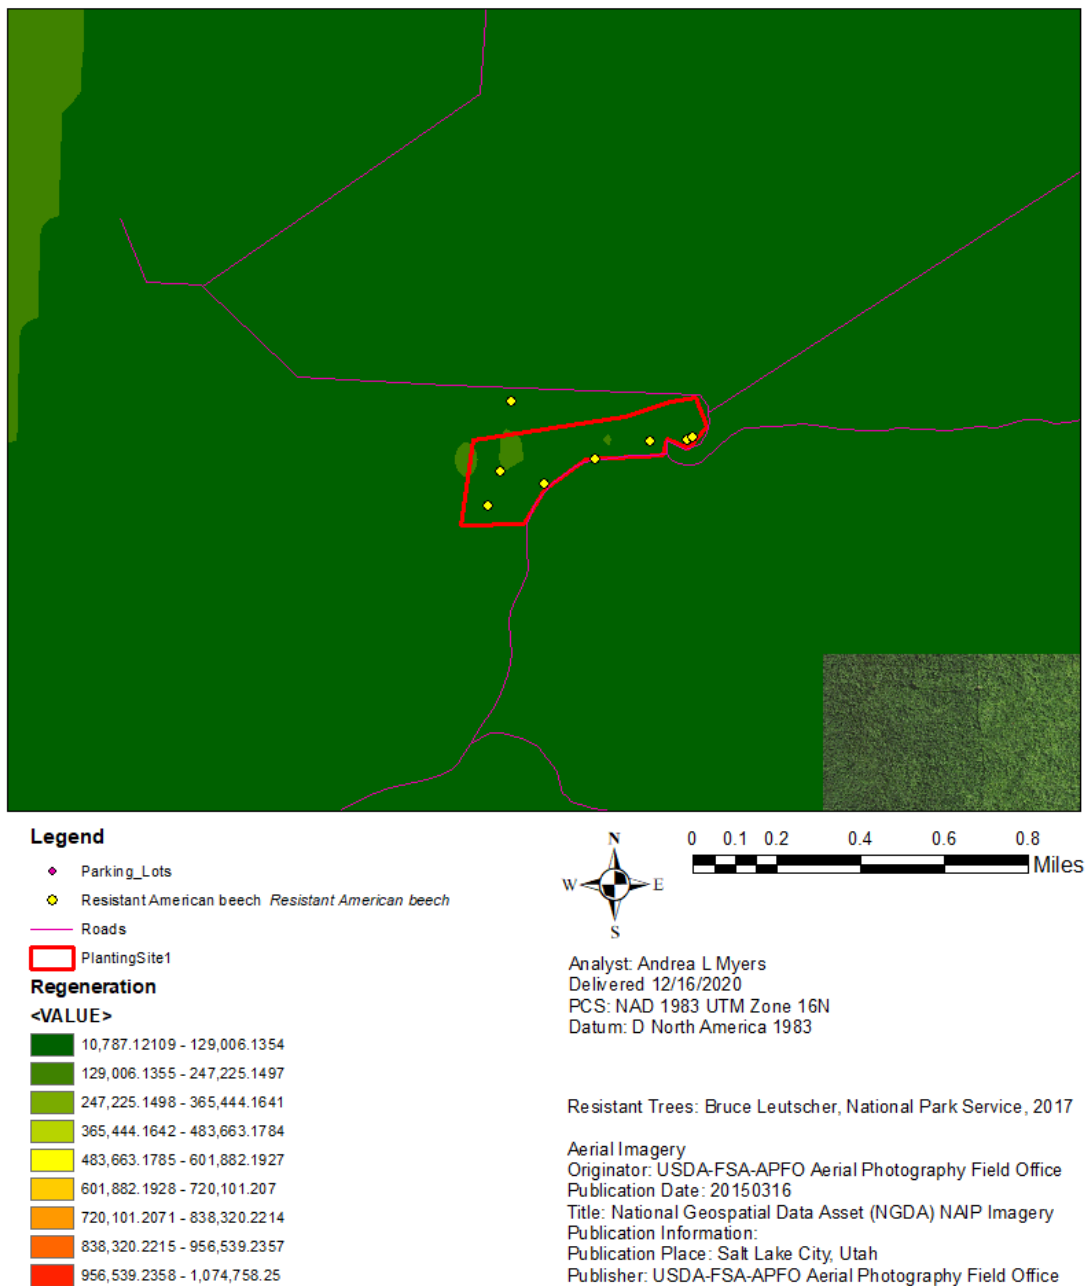 Legend
Parking_Lots
Resistant American beech Resistant American beech
Roads
PlantingSite1
Regeneration
<VALUE>
10,787.12109 - 129,006.1354
129,006.1355 - 247,225.1497
247,225.1498 - 365,444.1641
365,444.1642 - 483,663.1784
483,663.1785 - 601,882.1927
601,882.1928 - 720,101.207
720,101.2071 - 838,320.2214
838,320.2215 - 956,539.2357
956,539.2358 - 1,074,758.25
N
W E
S
0 0.1 0.2 0.4 0.6 0.8
Miles
Analyst: Andrea L Myers
Delivered 12/16/2020
PCS: NAD 1983 UTM Zone 16N
Datum: D North America 1983
Resistant Trees: Bruce Leutscher, National Park Service, 2017
Aerial Imagery
Originator: USDA-FSA-APFO Aerial Photography Field Office
Publication Date: 20150316
Title: National Geospatial Data Asset (NGDA) NAIP Imagery
Publication Information:
Publication Place: Salt Lake City, Utah
Publisher: USDA-FSA-APFO Aerial Photography Field Office